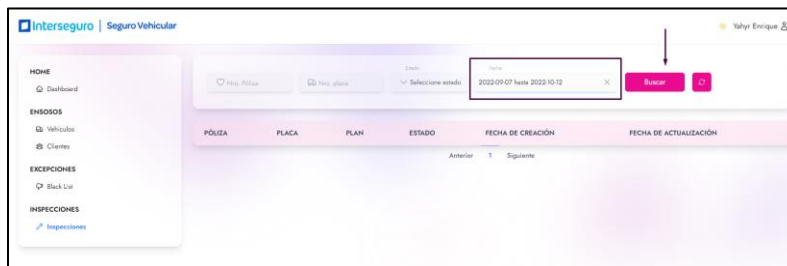 Interseguro | Seguro Vehicular
Yahyr Enrique
HOME
Dashboard
ENSOSOS
Vehículos
Clientes
EXCEPCIONES
Black List
INSPECCIONES
Inspecciones
Nro. Póliza
Nro. placa
Estado
Seleccione estado
Fecha
2022-09-07 hasta 2022-10-12
Buscar
PÓLIZA PLACA PLAN ESTADO FECHA DE CREACIÓN FECHA DE ACTUALIZACIÓN
Anterior 1 Siguiente